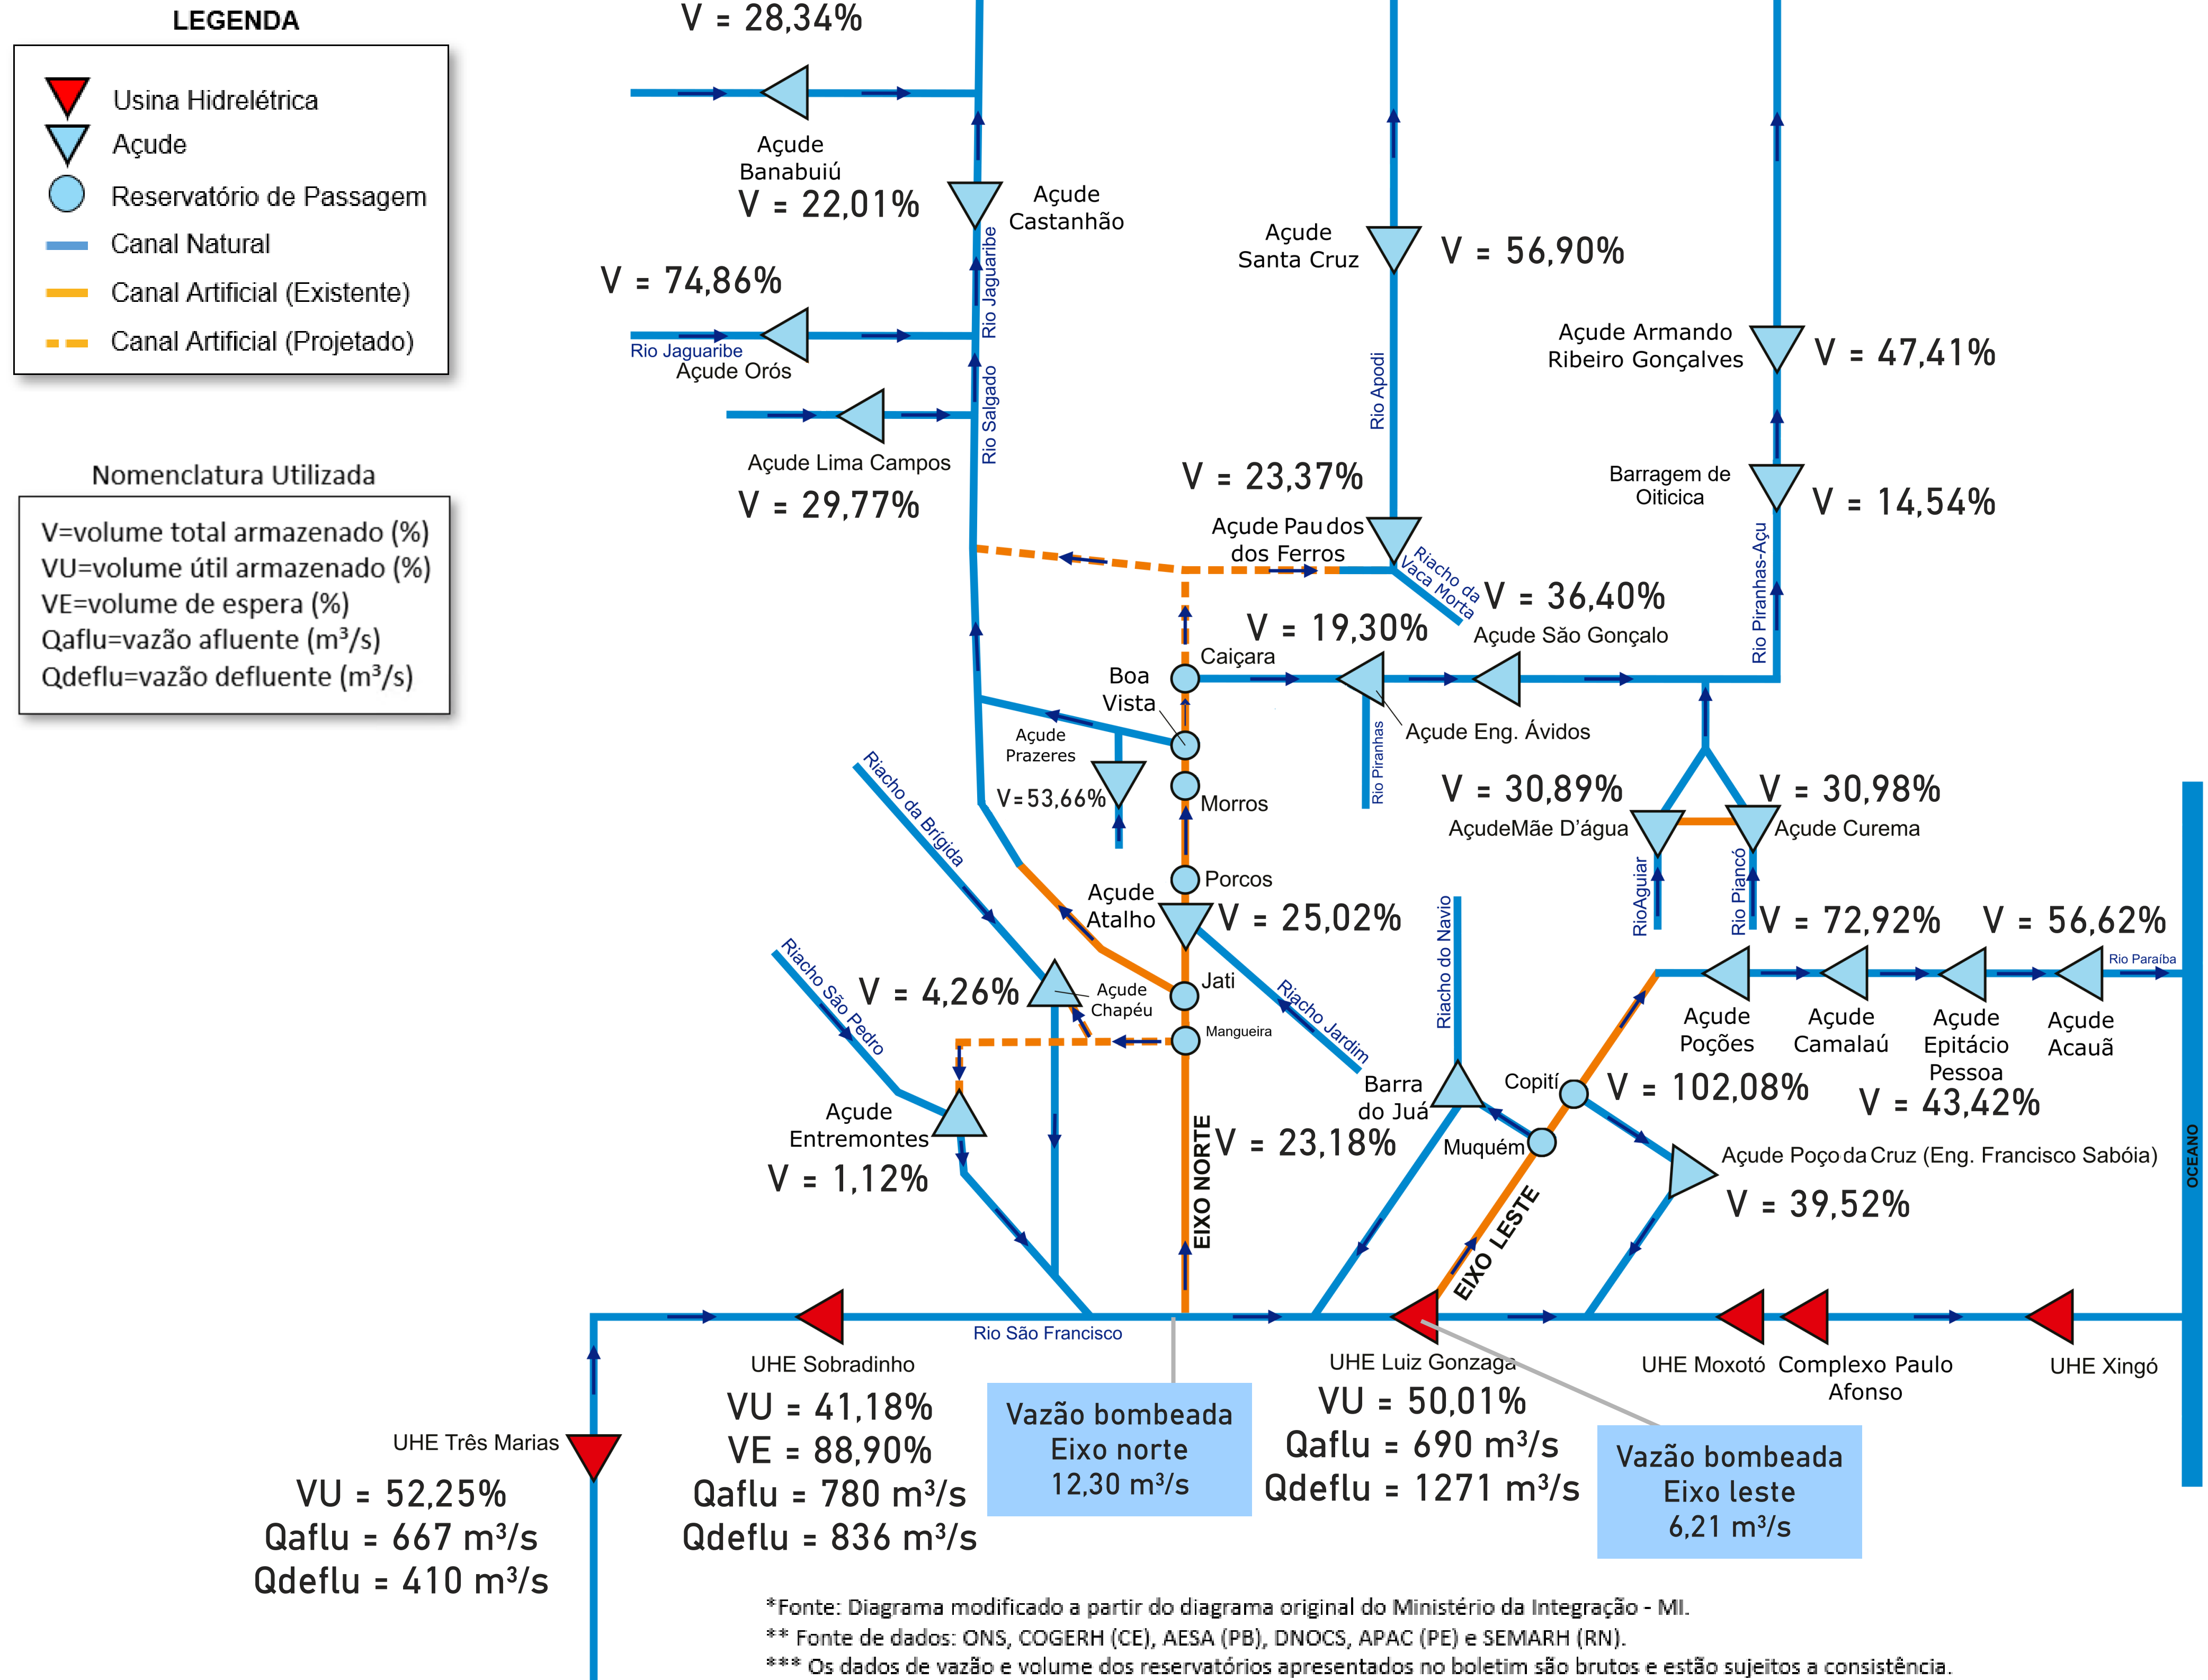 LEGENDA
Usina Hidrelétrica
Açude
Reservatório de Passagem
Canal Natural
Canal Artificial (Existente)
Canal Artificial (Projetado)
Nomenclatura Utilizada
V=volume total armazenado (%)
VU=volume útil armazenado (%)
VE=volume de espera (%)
Qaflu=vazão afluente (m³/s)
Qdeflu=vazão defluente (m³/s)
V = 28,34%
Açude
Banabuiú
V = 22,01%
Açude
Castanhão
Rio Jaguaribe
V = 74,86%
Rio Jaguaribe
Açude Orós
Rio Salgado
Açude Lima Campos
V = 29,77%
Açude
Santa Cruz
V = 56,90%
Rio Apodi
Açude Armando
Ribeiro Gonçalves
V = 47,41%
Barragem de
Oiticica
V = 14,54%
Rio Piranhas-Açu
V = 23,37%
Açude Pau dos
dos Ferros
Riacho da
Vaca Morta
V = 36,40%
Açude São Gonçalo
V = 19,30%
Caiçara
Boa
Vista
Açude Eng. Ávidos
Rio Piranhas
Açude
Prazeres
V = 53,66%
Morros
Porcos
Açude
Atalho
V = 25,02%
Riacho Jardim
Jati
Mangueira
Riacho da Brígida
Riacho São Pedro
V = 4,26%
Açude
Chapéu
Açude
Entremontes
V = 1,12%
EIXO NORTE
V = 30,89%
AçudeMãe D'água
V = 30,98%
Açude Curema
RioAguiar
Rio Piancó
V = 72,92%
V = 56,62%
Rio Paraíba
Açude
Poções
Açude
Camalaú
Açude
Epitácio
Pessoa
Açude
Acauã
V = 102,08%
V = 43,42%
Riacho do Navio
Barra
do Juá
V = 23,18%
Copití
Muquém
Açude Poço da Cruz (Eng. Francisco Sabóia)
V = 39,52%
EIXO LESTE
OCEANO
Rio São Francisco
UHE Três Marias
VU = 52,25%
Qaflu = 667 m³/s
Qdeflu = 410 m³/s
UHE Sobradinho
VU = 41,18%
VE = 88,90%
Qaflu = 780 m³/s
Qdeflu = 836 m³/s
Vazão bombeada
Eixo norte
12,30 m³/s
UHE Luiz Gonzaga
VU = 50,01%
Qaflu = 690 m³/s
Qdeflu = 1271 m³/s
Vazão bombeada
Eixo leste
6,21 m³/s
UHE Moxotó
Complexo Paulo
Afonso
UHE Xingó
*Fonte: Diagrama modificado a partir do diagrama original do Ministério da Integração - MI.
** Fonte de dados: ONS, COGERH (CE), AESA (PB), DNOCS, APAC (PE) e SEMARH (RN).
*** Os dados de vazão e volume dos reservatórios apresentados no boletim são brutos e estão sujeitos a consistência.